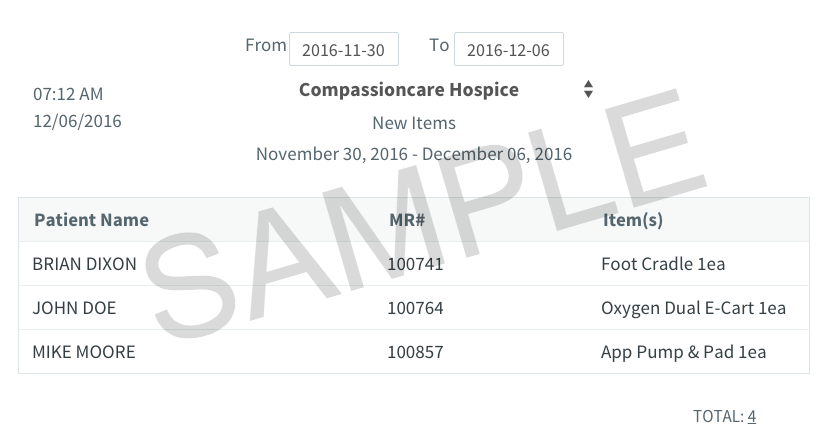 From 2016-11-30 To 2016-12-06
07:12 AM
12/06/2016
Compassioncare Hospice
New Items
November 30, 2016 - December 06, 2016
SAMPLE
Patient Name MR# Item(s)
BRIAN DIXON 100741 Foot Cradle 1ea
JOHN DOE 100764 Oxygen Dual E-Cart 1ea
MIKE MOORE 100857 App Pump & Pad 1ea
TOTAL: 4